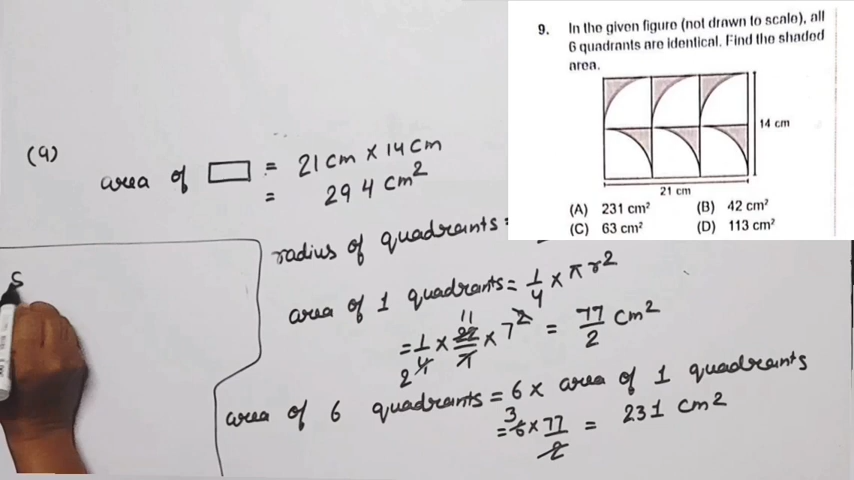 9. In the given figure (not drawn to scale), all
6 quadrants are identical. Find the shaded
area.
14 cm
21 cm
(A) 231 cm² (B) 42 cm²
(C) 63 cm² (D) 113 cm²
(9)
area of ▭ = 21 cm × 14 cm
= 294 cm²
radius of quadrants =
area of 1 quadrants = 1/4 × π r²
= 1/4 × 22/7 × 7² = 77/2 cm²
2 11
area of 6 quadrants = 6 × area of 1 quadrants
= 6 × 77/2 = 231 cm²
3
S